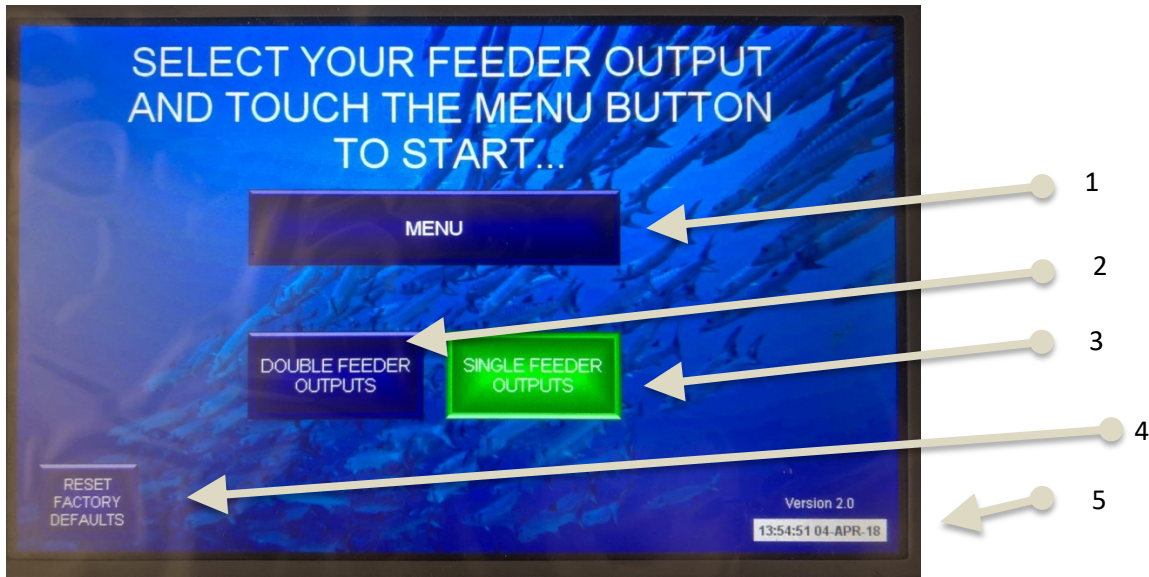 SELECT YOUR FEEDER OUTPUT
AND TOUCH THE MENU BUTTON
TO START...
MENU
1
2
DOUBLE FEEDER
OUTPUTS
SINGLE FEEDER
OUTPUTS
3
4
RESET
FACTORY
DEFAULTS
Version 2.0
13:54:51 04-APR-18
5